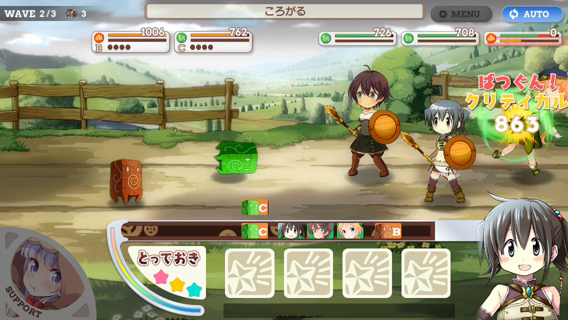 WAVE 2/3 3
ころがる
MENU
AUTO
1006
B
762
C
726
708
0
ばつぐん!
クリティカル
863
C
C
B
とっておき
SUPPORT